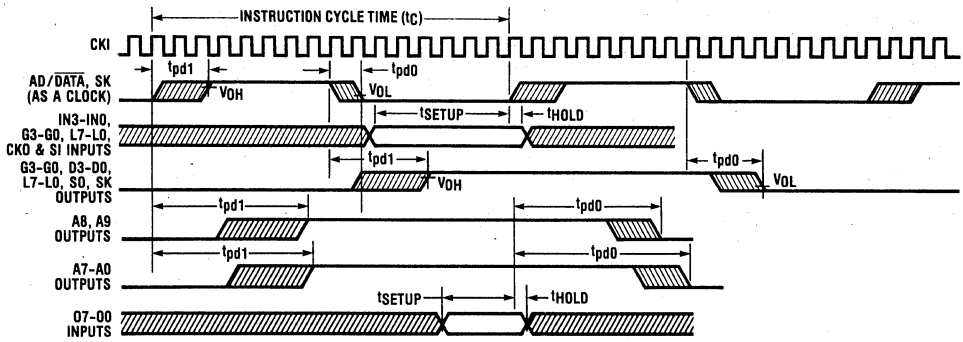 INSTRUCTION CYCLE TIME (tC)
CKI
tpd1
tpd0
AD/DATA, SK
(AS A CLOCK)
VOH
VOL
IN3-IN0,
G3-G0, L7-L0,
CKO & SI INPUTS
tSETUP
tHOLD
G3-G0, D3-D0,
L7-L0, SO, SK
OUTPUTS
tpd1
VOH
tpd0
VOL
A8, A9
OUTPUTS
tpd1
tpd0
A7-A0
OUTPUTS
tpd1
tpd0
O7-O0
INPUTS
tSETUP
tHOLD